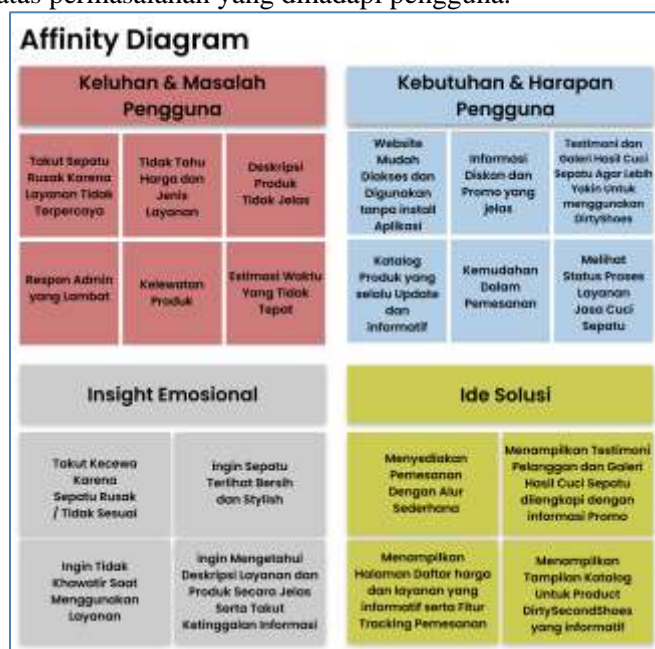 atas permasalahan yang dihadapi pengguna.
Affinity Diagram
Keluhan & Masalah
Pengguna
Takut Sepatu
Rusak Karena
Layanan Tidak
Terpercaya
Tidak Tahu
Harga dan
Jenis
Layanan
Deskripsi
Produk
Tidak Jelas
Respon Admin
yang Lambat
Kelewatan
Produk
Estimasi Waktu
Yang Tidak
Tepat
Kebutuhan & Harapan
Pengguna
Website
Mudah
Diakses dan
Digunakan
tanpa install
Aplikasi
Informasi
Diskon dan
Promo yang
jelas
Testimoni dan
Galeri Hasil Cuci
Sepatu Agar Lebih
Yakin Untuk
menggunakan
DirtyShoes
Katalog
Produk yang
selalu Update
dan
informatif
Kemudahan
Dalam
Pemesanan
Melihat
Status Proses
Layanan
Jasa Cuci
Sepatu
Insight Emosional
Takut Kecewa
Karena
Sepatu Rusak
/ Tidak Sesuai
ingin Sepatu
Terlihat Bersih
dan Stylish
Ingin Tidak
Khawatir Saat
Menggunakan
Layanan
ingin Mengetahui
Deskripsi Layanan dan
Produk Secara Jelas
Serta Takut
Ketinggalan Informasi
Ide Solusi
Menyediakan
Pemesanan
Dengan Alur
Sederhana
Menampilkan Testimoni
Pelanggan dan Galeri
Hasil Cuci Sepatu
dilengkapi dengan
informasi Promo
Menampilkan
Halaman Daftar harga
dan layanan yang
informatif serta Fitur
Tracking Pemesanan
Menampilkan
Tampilan Katalog
Untuk Product
DirtySecondShoes
yang informatif